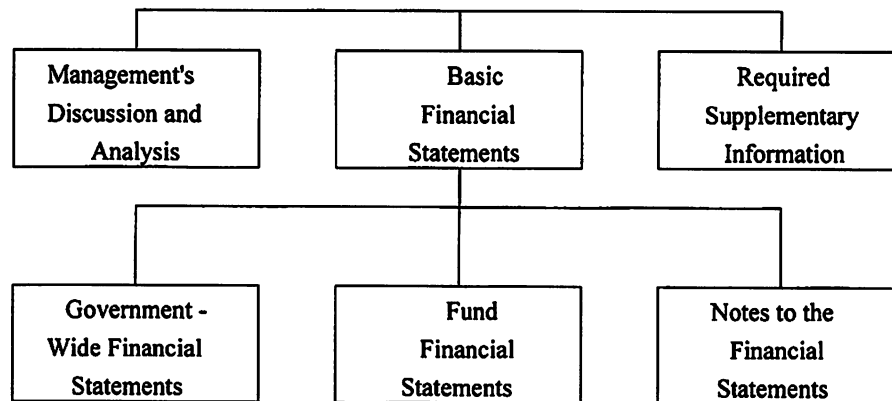 Management's
Discussion and
Analysis
Basic
Financial
Statements
Required
Supplementary
Information
Government -
Wide Financial
Statements
Fund
Financial
Statements
Notes to the
Financial
Statements